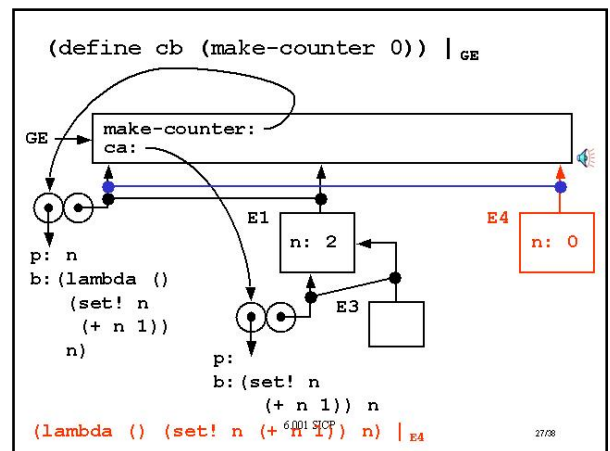 (define cb (make-counter 0)) | GE
GE
make-counter:
ca:
E1
E4
n: 2
n: 0
p: n
b:(lambda ()
(set! n
(+ n 1))
n)
E3
p:
b:(set! n
(+ n 1)) n
6.001 SICP
(lambda () (set! n (+ n 1)) n) | E4
27/38